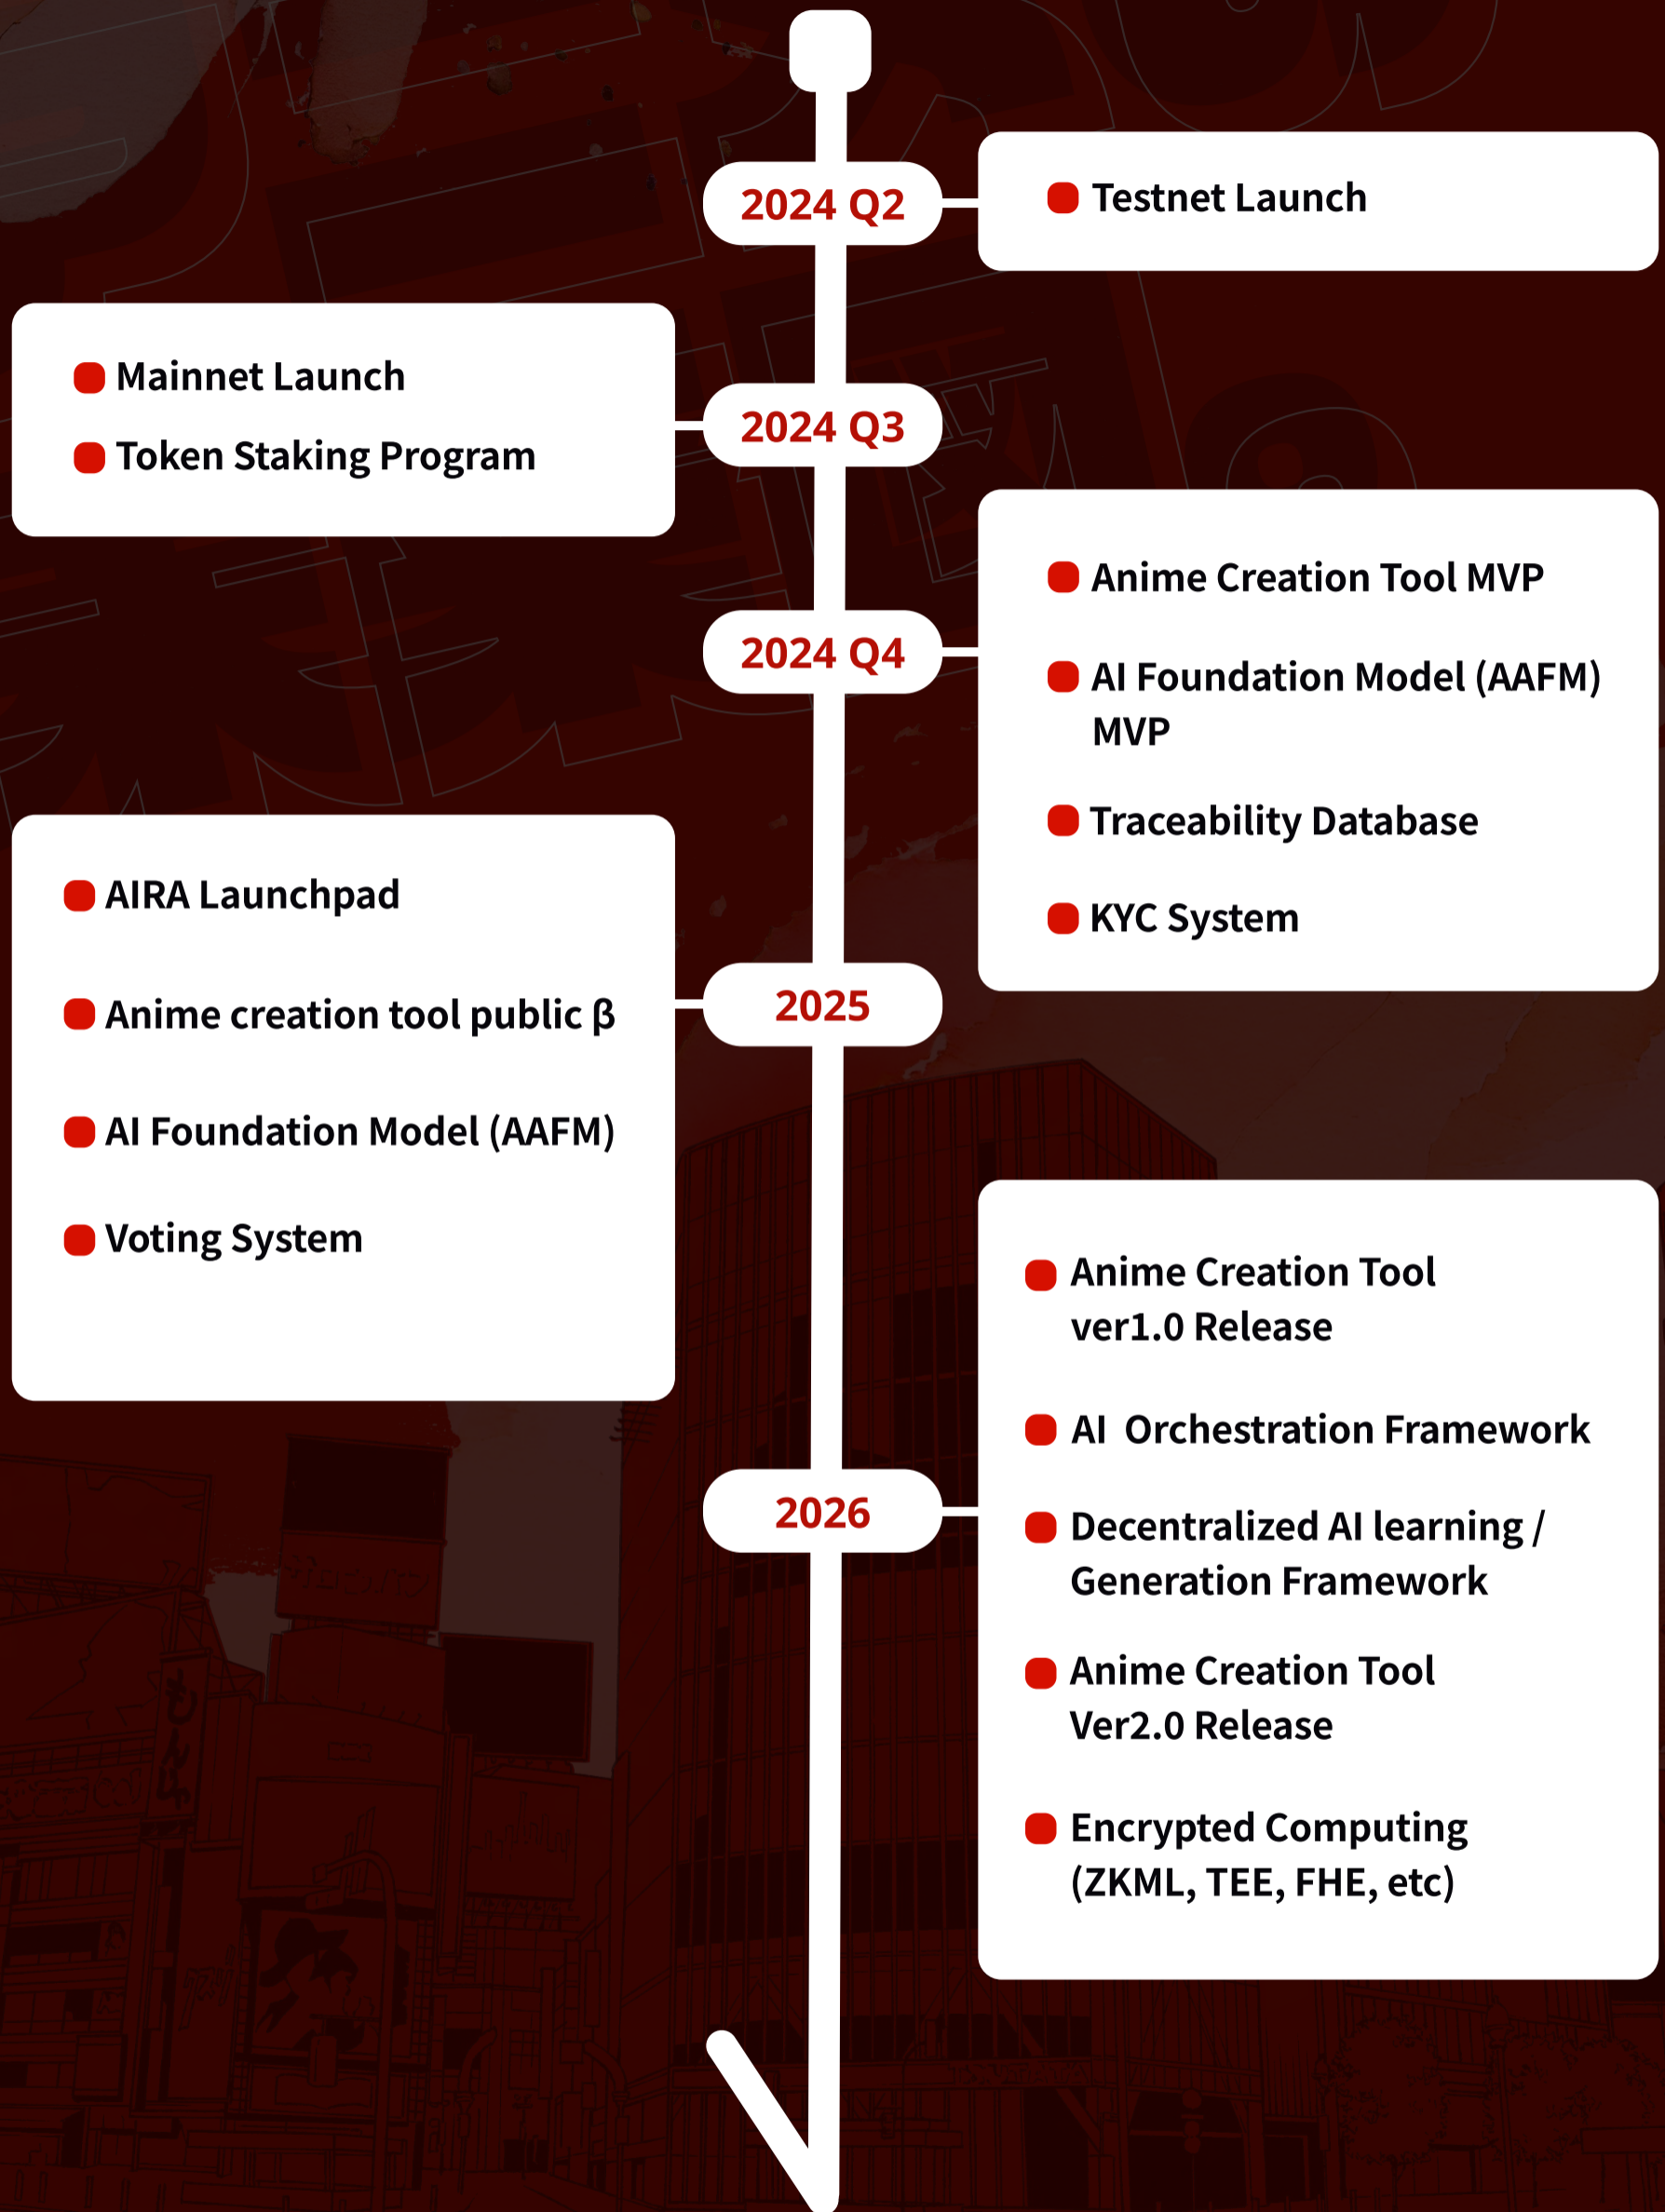 2024 Q2
Testnet Launch
Mainnet Launch
Token Staking Program
2024 Q3
2024 Q4
Anime Creation Tool MVP
AI Foundation Model (AAFM)
MVP
Traceability Database
KYC System
AIRA Launchpad
Anime creation tool public β
AI Foundation Model (AAFM)
Voting System
2025
2026
Anime Creation Tool
ver1.0 Release
AI  Orchestration Framework
Decentralized AI learning /
Generation Framework
Anime Creation Tool
Ver2.0 Release
Encrypted Computing
(ZKML, TEE, FHE, etc)